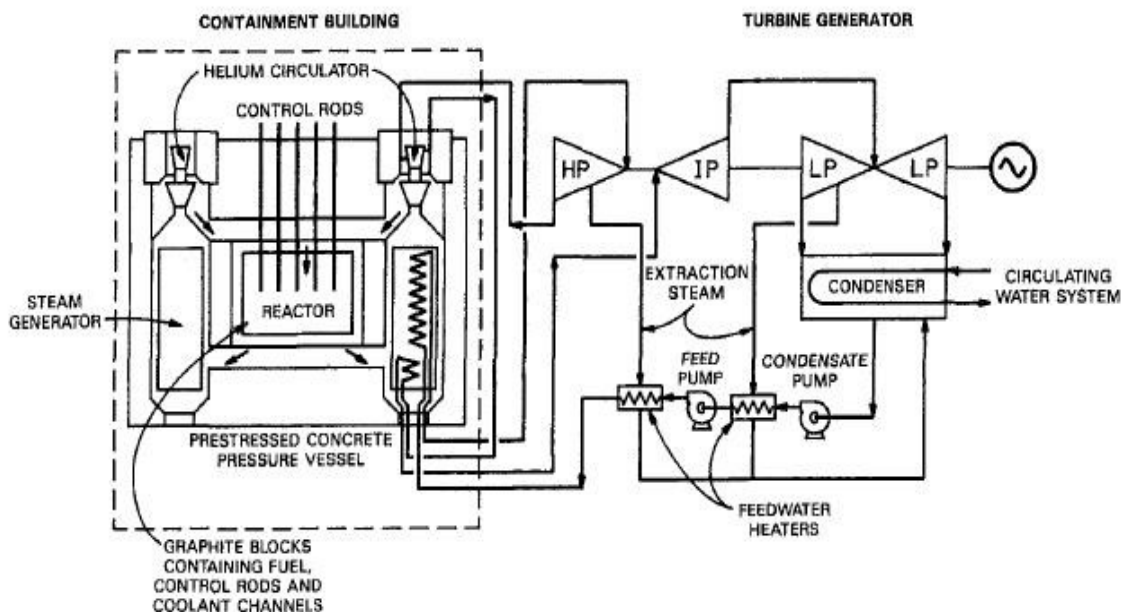 CONTAINMENT BUILDING
TURBINE GENERATOR
HELIUM CIRCULATOR
CONTROL RODS
HP
IP
LP
LP
EXTRACTION
STEAM
CONDENSER
CIRCULATING
WATER SYSTEM
STEAM
GENERATOR
REACTOR
FEED
PUMP
CONDENSATE
PUMP
PRESTRESSED CONCRETE
PRESSURE VESSEL
FEEDWATER
HEATERS
GRAPHITE BLOCKS
CONTAINING FUEL,
CONTROL RODS AND
COOLANT CHANNELS